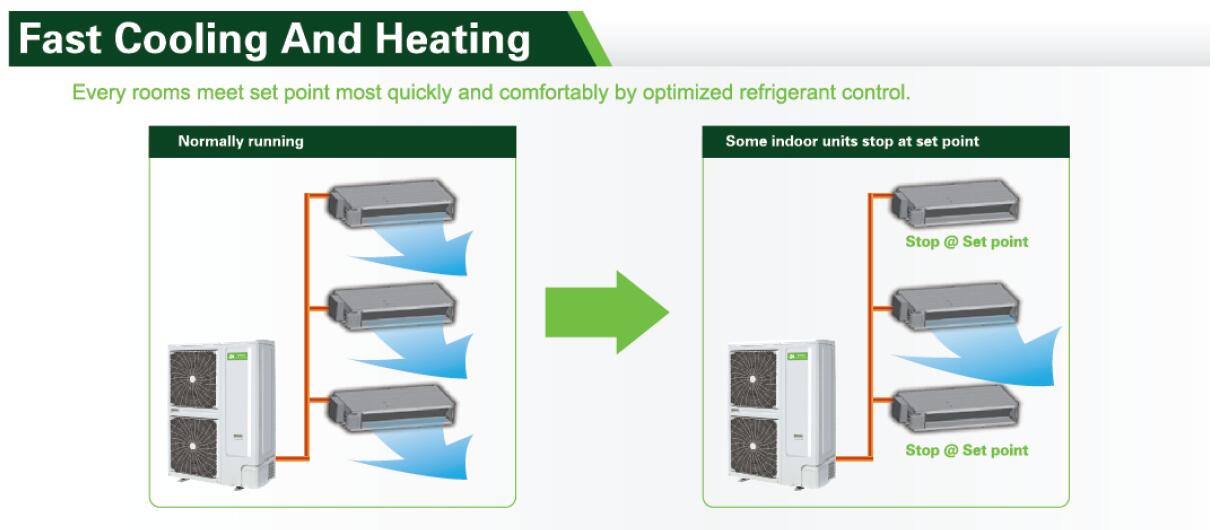 Fast Cooling And Heating
Every rooms meet set point most quickly and comfortably by optimized refrigerant control.
Normally running
Some indoor units stop at set point
Stop @ Set point
Stop @ Set point